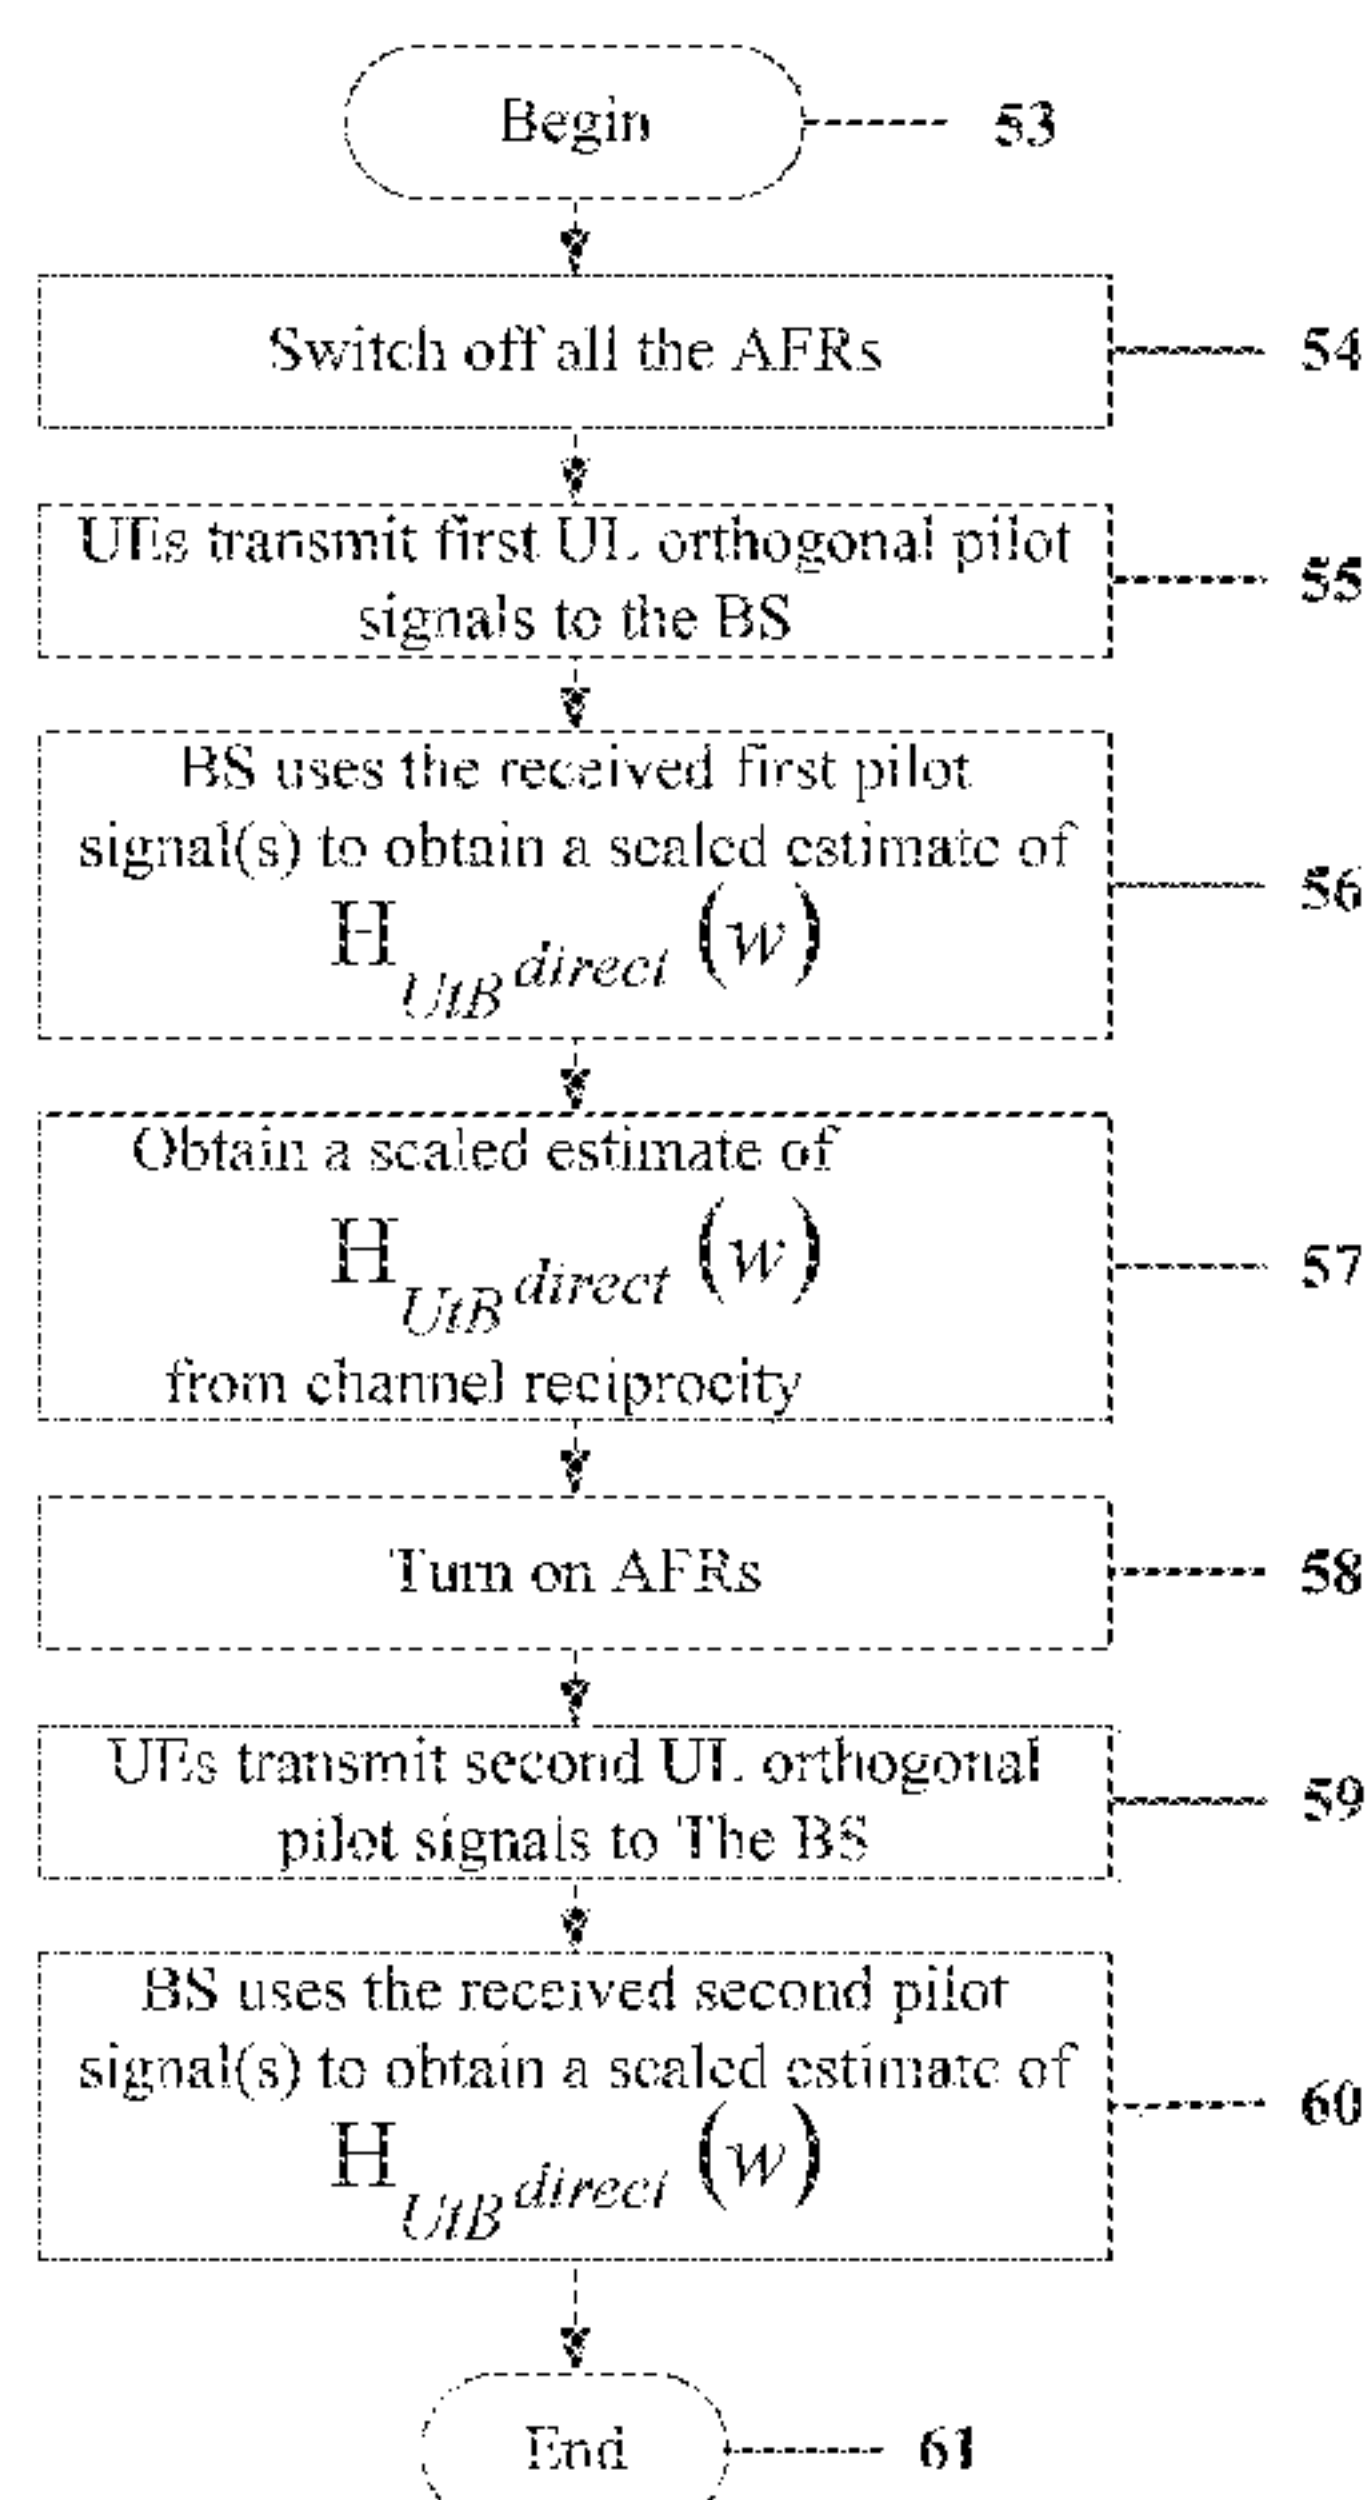 Begin
53
Switch off all the AFRs
54
UEs transmit first UL orthogonal pilot
signals to the BS
55
BS uses the received first pilot
signal(s) to obtain a scaled estimate of
H UtB direct (w)
56
Obtain a scaled estimate of
H UtB direct (w)
from channel reciprocity
57
Turn on AFRs
58
UEs transmit second UL orthogonal
pilot signals to The BS
59
BS uses the received second pilot
signal(s) to obtain a scaled estimate of
H UtB direct (w)
60
End
61